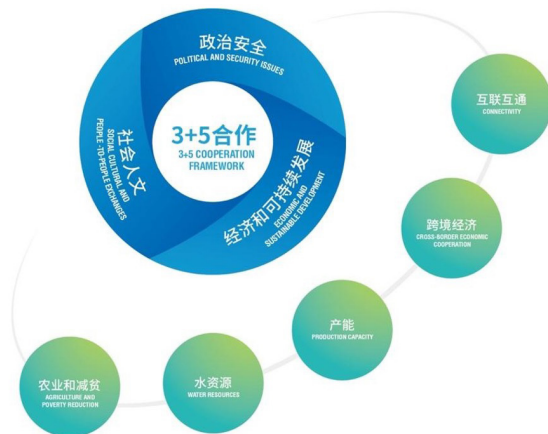 政治安全
POLITICAL AND SECURITY ISSUES
3+5合作
3+5 COOPERATION
FRAMEWORK
社会人文
SOCIAL CULTURAL AND
PEOPLE -TO-PEOPLE EXCHANGES
经济和可持续发展
ECONOMIC AND
SUSTAINABLE DEVELOPMENT
互联互通
CONNECTIVITY
跨境经济
CROSS-BORDER ECONOMIC
COOPERATION
产能
PRODUCTION CAPACITY
水资源
WATER RESOURCES
农业和减贫
AGRICULTURE AND
POVERTY REDUCTION